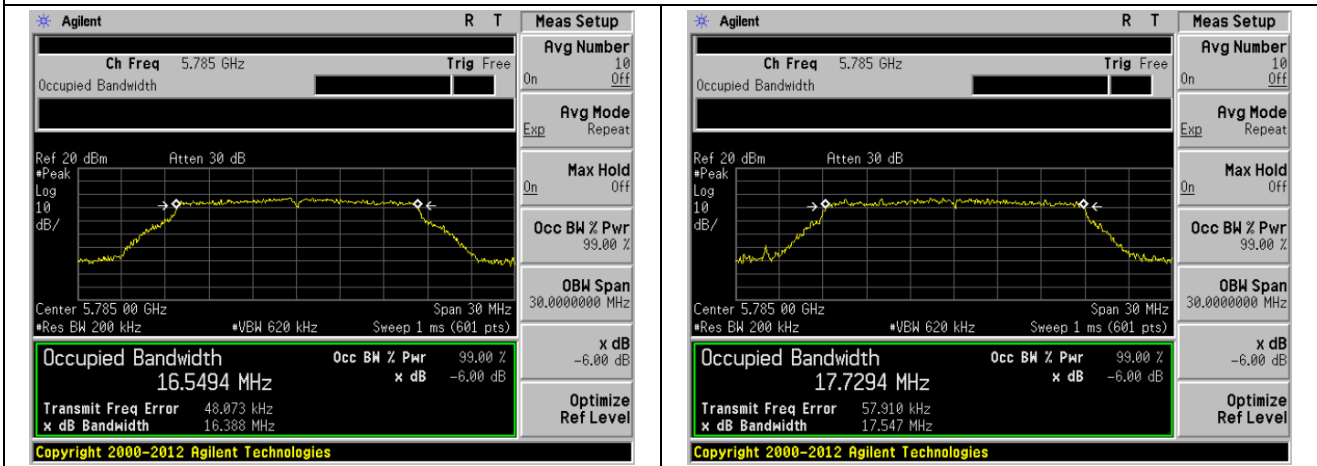 Agilent R T
Ch Freq 5.785 GHz Trig Free
Occupied Bandwidth
Ref 20 dBm Atten 30 dB
#Peak
Log
10
dB/
Center 5.785 00 GHz Span 30 MHz
#Res BW 200 kHz #VBW 620 kHz Sweep 1 ms (601 pts)
Occupied Bandwidth Occ BW % Pwr 99.00 %
16.5494 MHz x dB -6.00 dB
Transmit Freq Error 48.073 kHz
x dB Bandwidth 16.388 MHz
Copyright 2000-2012 Agilent Technologies
Meas Setup
Avg Number
10
On Off
Avg Mode
Exp Repeat
Max Hold
On Off
Occ BW % Pwr
99.00 %
OBW Span
30.0000000 MHz
x dB
-6.00 dB
Optimize
Ref Level
Agilent R T
Ch Freq 5.785 GHz Trig Free
Occupied Bandwidth
Ref 20 dBm Atten 30 dB
#Peak
Log
10
dB/
Center 5.785 00 GHz Span 30 MHz
#Res BW 200 kHz #VBW 620 kHz Sweep 1 ms (601 pts)
Occupied Bandwidth Occ BW % Pwr 99.00 %
17.7294 MHz x dB -6.00 dB
Transmit Freq Error 57.910 kHz
x dB Bandwidth 17.547 MHz
Copyright 2000-2012 Agilent Technologies
Meas Setup
Avg Number
10
On Off
Avg Mode
Exp Repeat
Max Hold
On Off
Occ BW % Pwr
99.00 %
OBW Span
30.0000000 MHz
x dB
-6.00 dB
Optimize
Ref Level